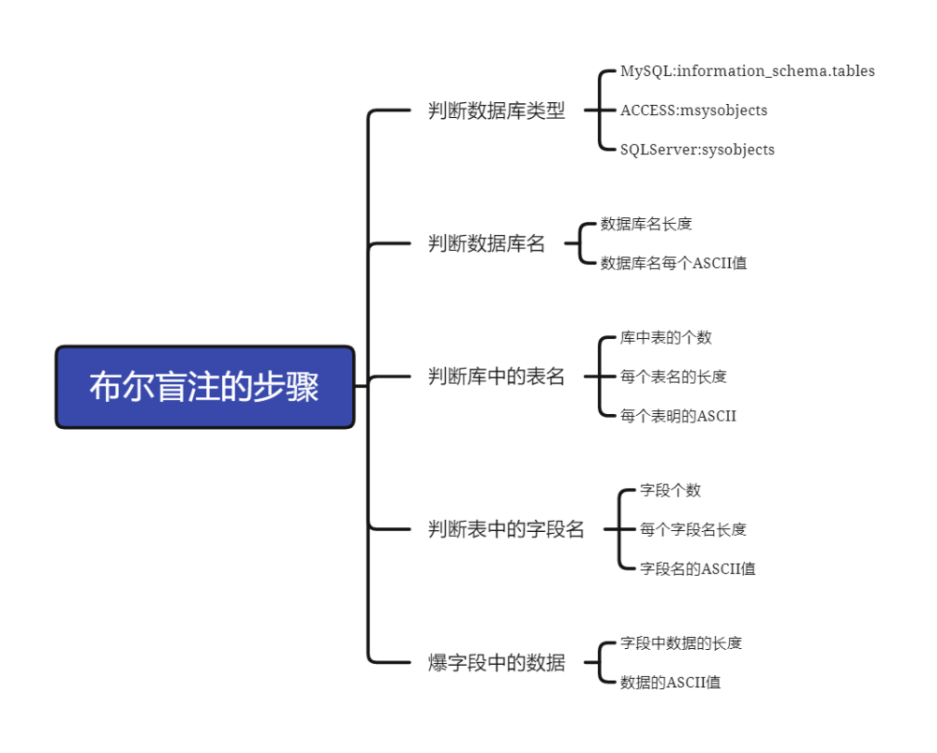 布尔盲注的步骤
判断数据库类型
MySQL:information_schema.tables
ACCESS:msysobjects
SQLServer:sysobjects
判断数据库名
数据库名长度
数据库名每个ASCII值
判断库中的表名
库中表的个数
每个表名的长度
每个表明的ASCII
判断表中的字段名
字段个数
每个字段名长度
字段名的ASCII值
爆字段中的数据
字段中数据的长度
数据的ASCII值